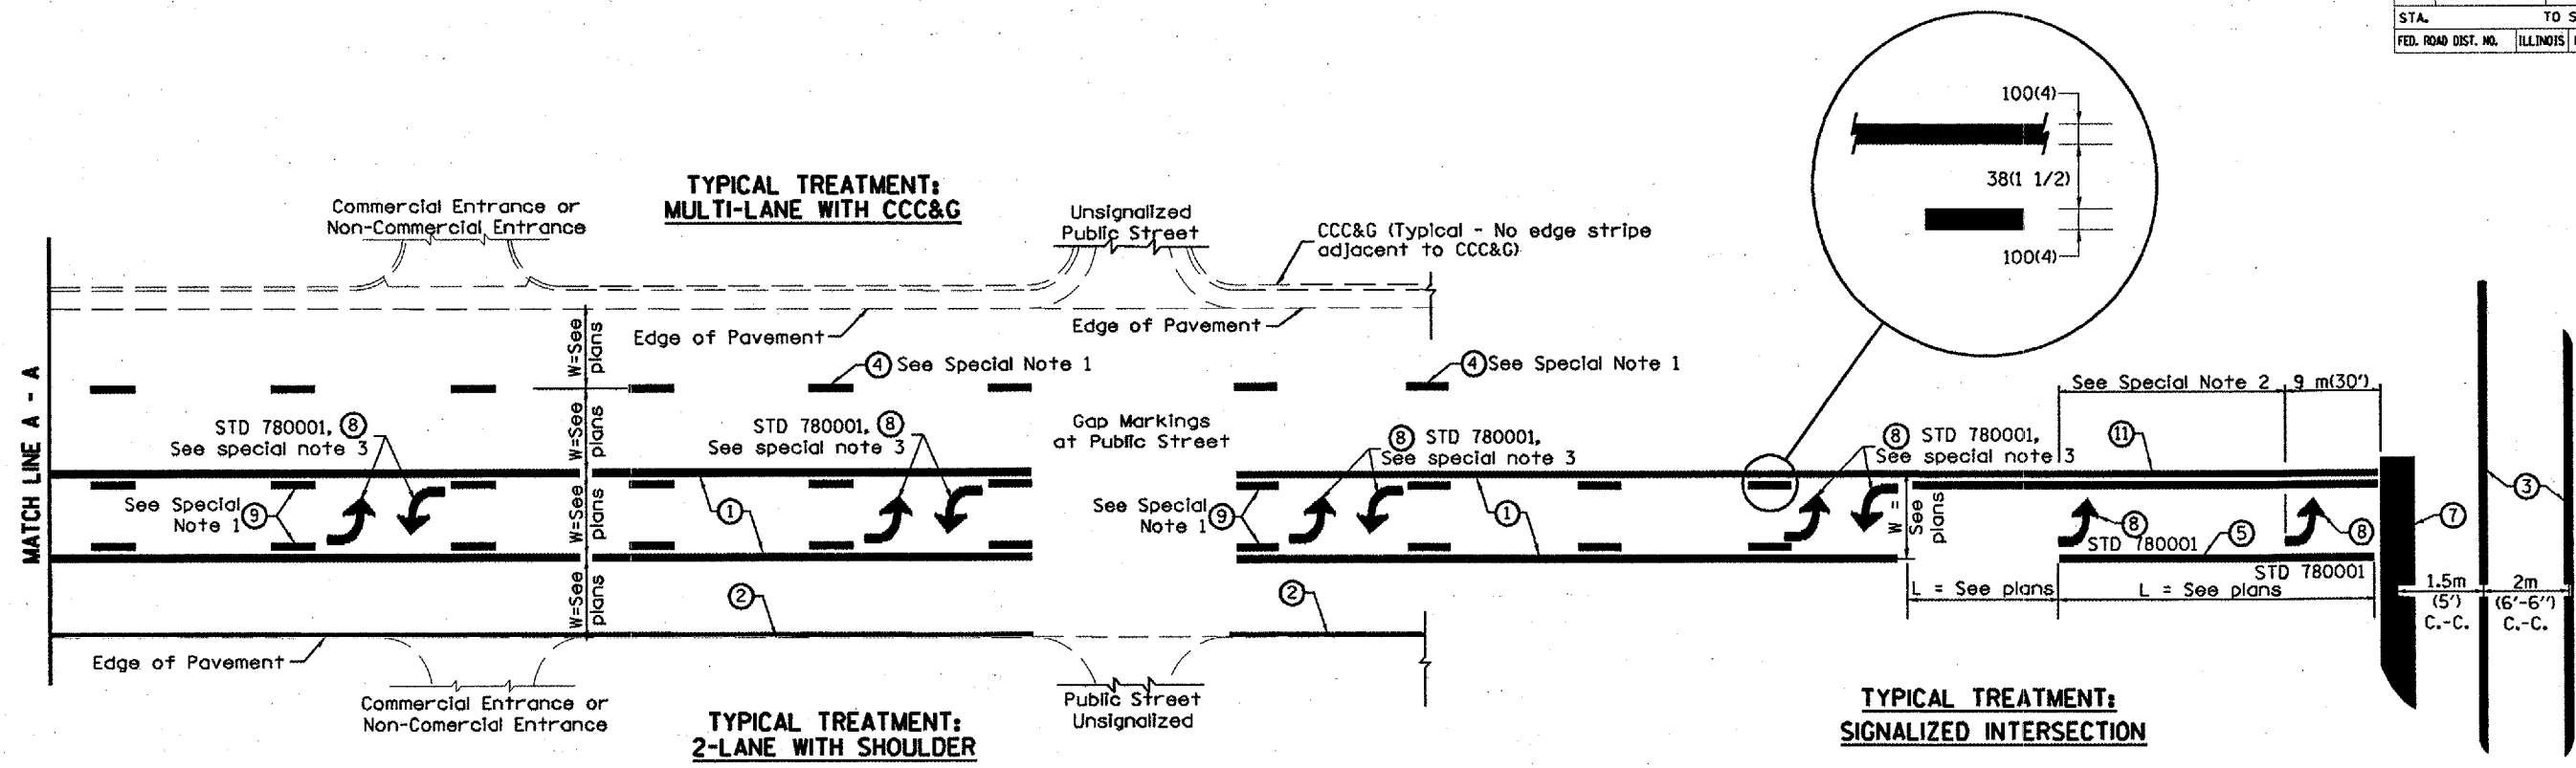 STA. TO S
FED. ROAD DIST. NO. ILLINOIS
100(4)
38(1 1/2)
100(4)
TYPICAL TREATMENT:
MULTI-LANE WITH CCC&G
Commercial Entrance or
Non-Commercial Entrance
Unsignalized
Public Street
CCC&G (Typical - No edge stripe
adjacent to CCC&G)
MATCH LINE A - A
W=See
plans
Edge of Pavement
Edge of Pavement
4 See Special Note 1
4 See Special Note 1
See Special Note 2
9 m(30')
W=See
plans
STD 780001, 8
See special note 3
STD 780001, 8
See special note 3
Gap Markings
at Public Street
8 STD 780001,
See special note 3
8 STD 780001,
See special note 3
11
3
See Special
Note 1 9
W=See
plans
1
See Special
Note 1 9
1
W =
See
plans
8
STD 780001
5
8
7
STD 780001
W=See
plans
2
2
L = See plans
L = See plans
1.5m
(5')
C.-C.
2m
(6'-6")
C.-C.
Edge of Pavement
Commercial Entrance or
Non-Comercial Entrance
Public Street
Unsignalized
TYPICAL TREATMENT:
2-LANE WITH SHOULDER
TYPICAL TREATMENT:
SIGNALIZED INTERSECTION